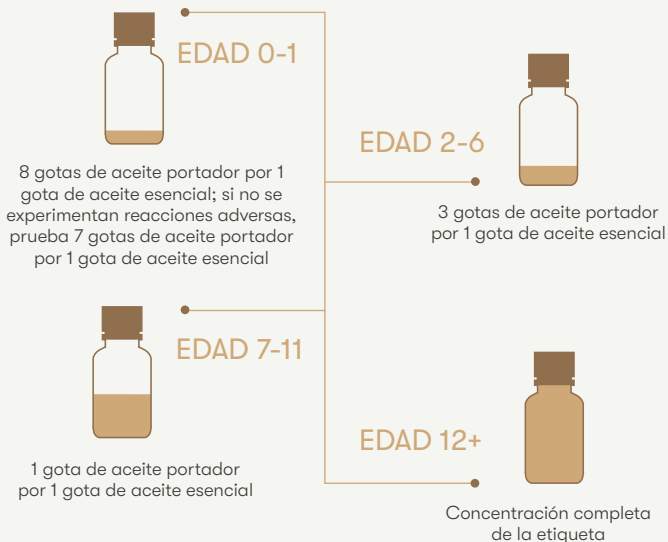 EDAD 0-1
8 gotas de aceite portador por 1
gota de aceite esencial; si no se
experimentan reacciones adversas,
prueba 7 gotas de aceite portador
por 1 gota de aceite esencial
EDAD 2-6
3 gotas de aceite portador
por 1 gota de aceite esencial
EDAD 7-11
1 gota de aceite portador
por 1 gota de aceite esencial
EDAD 12+
Concentración completa
de la etiqueta